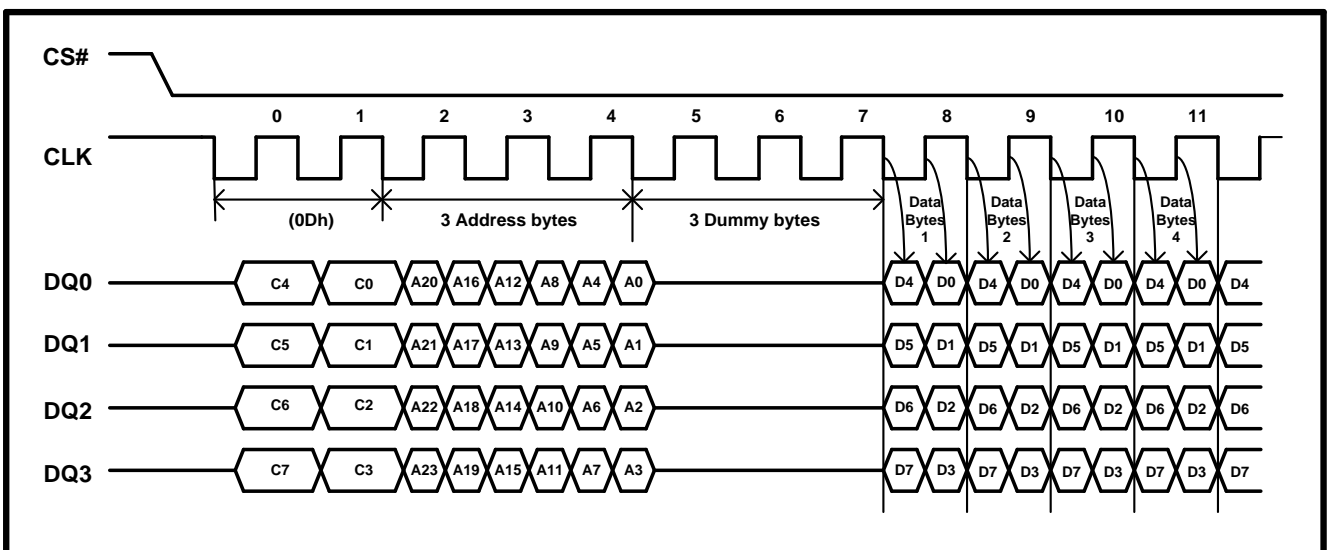 CS#
0 1 2 3 4 5 6 7 8 9 10 11
CLK
(0Dh) 3 Address bytes 3 Dummy bytes
Data Bytes 1
Data Bytes 2
Data Bytes 3
Data Bytes 4
DQ0 C4 C0 A20 A16 A12 A8 A4 A0 D4 D0 D4 D0 D4 D0 D4 D0 D4
DQ1 C5 C1 A21 A17 A13 A9 A5 A1 D5 D1 D5 D1 D5 D1 D5 D1 D5
DQ2 C6 C2 A22 A18 A14 A10 A6 A2 D6 D2 D6 D2 D6 D2 D6 D2 D6
DQ3 C7 C3 A23 A19 A15 A11 A7 A3 D7 D3 D7 D3 D7 D3 D7 D3 D7